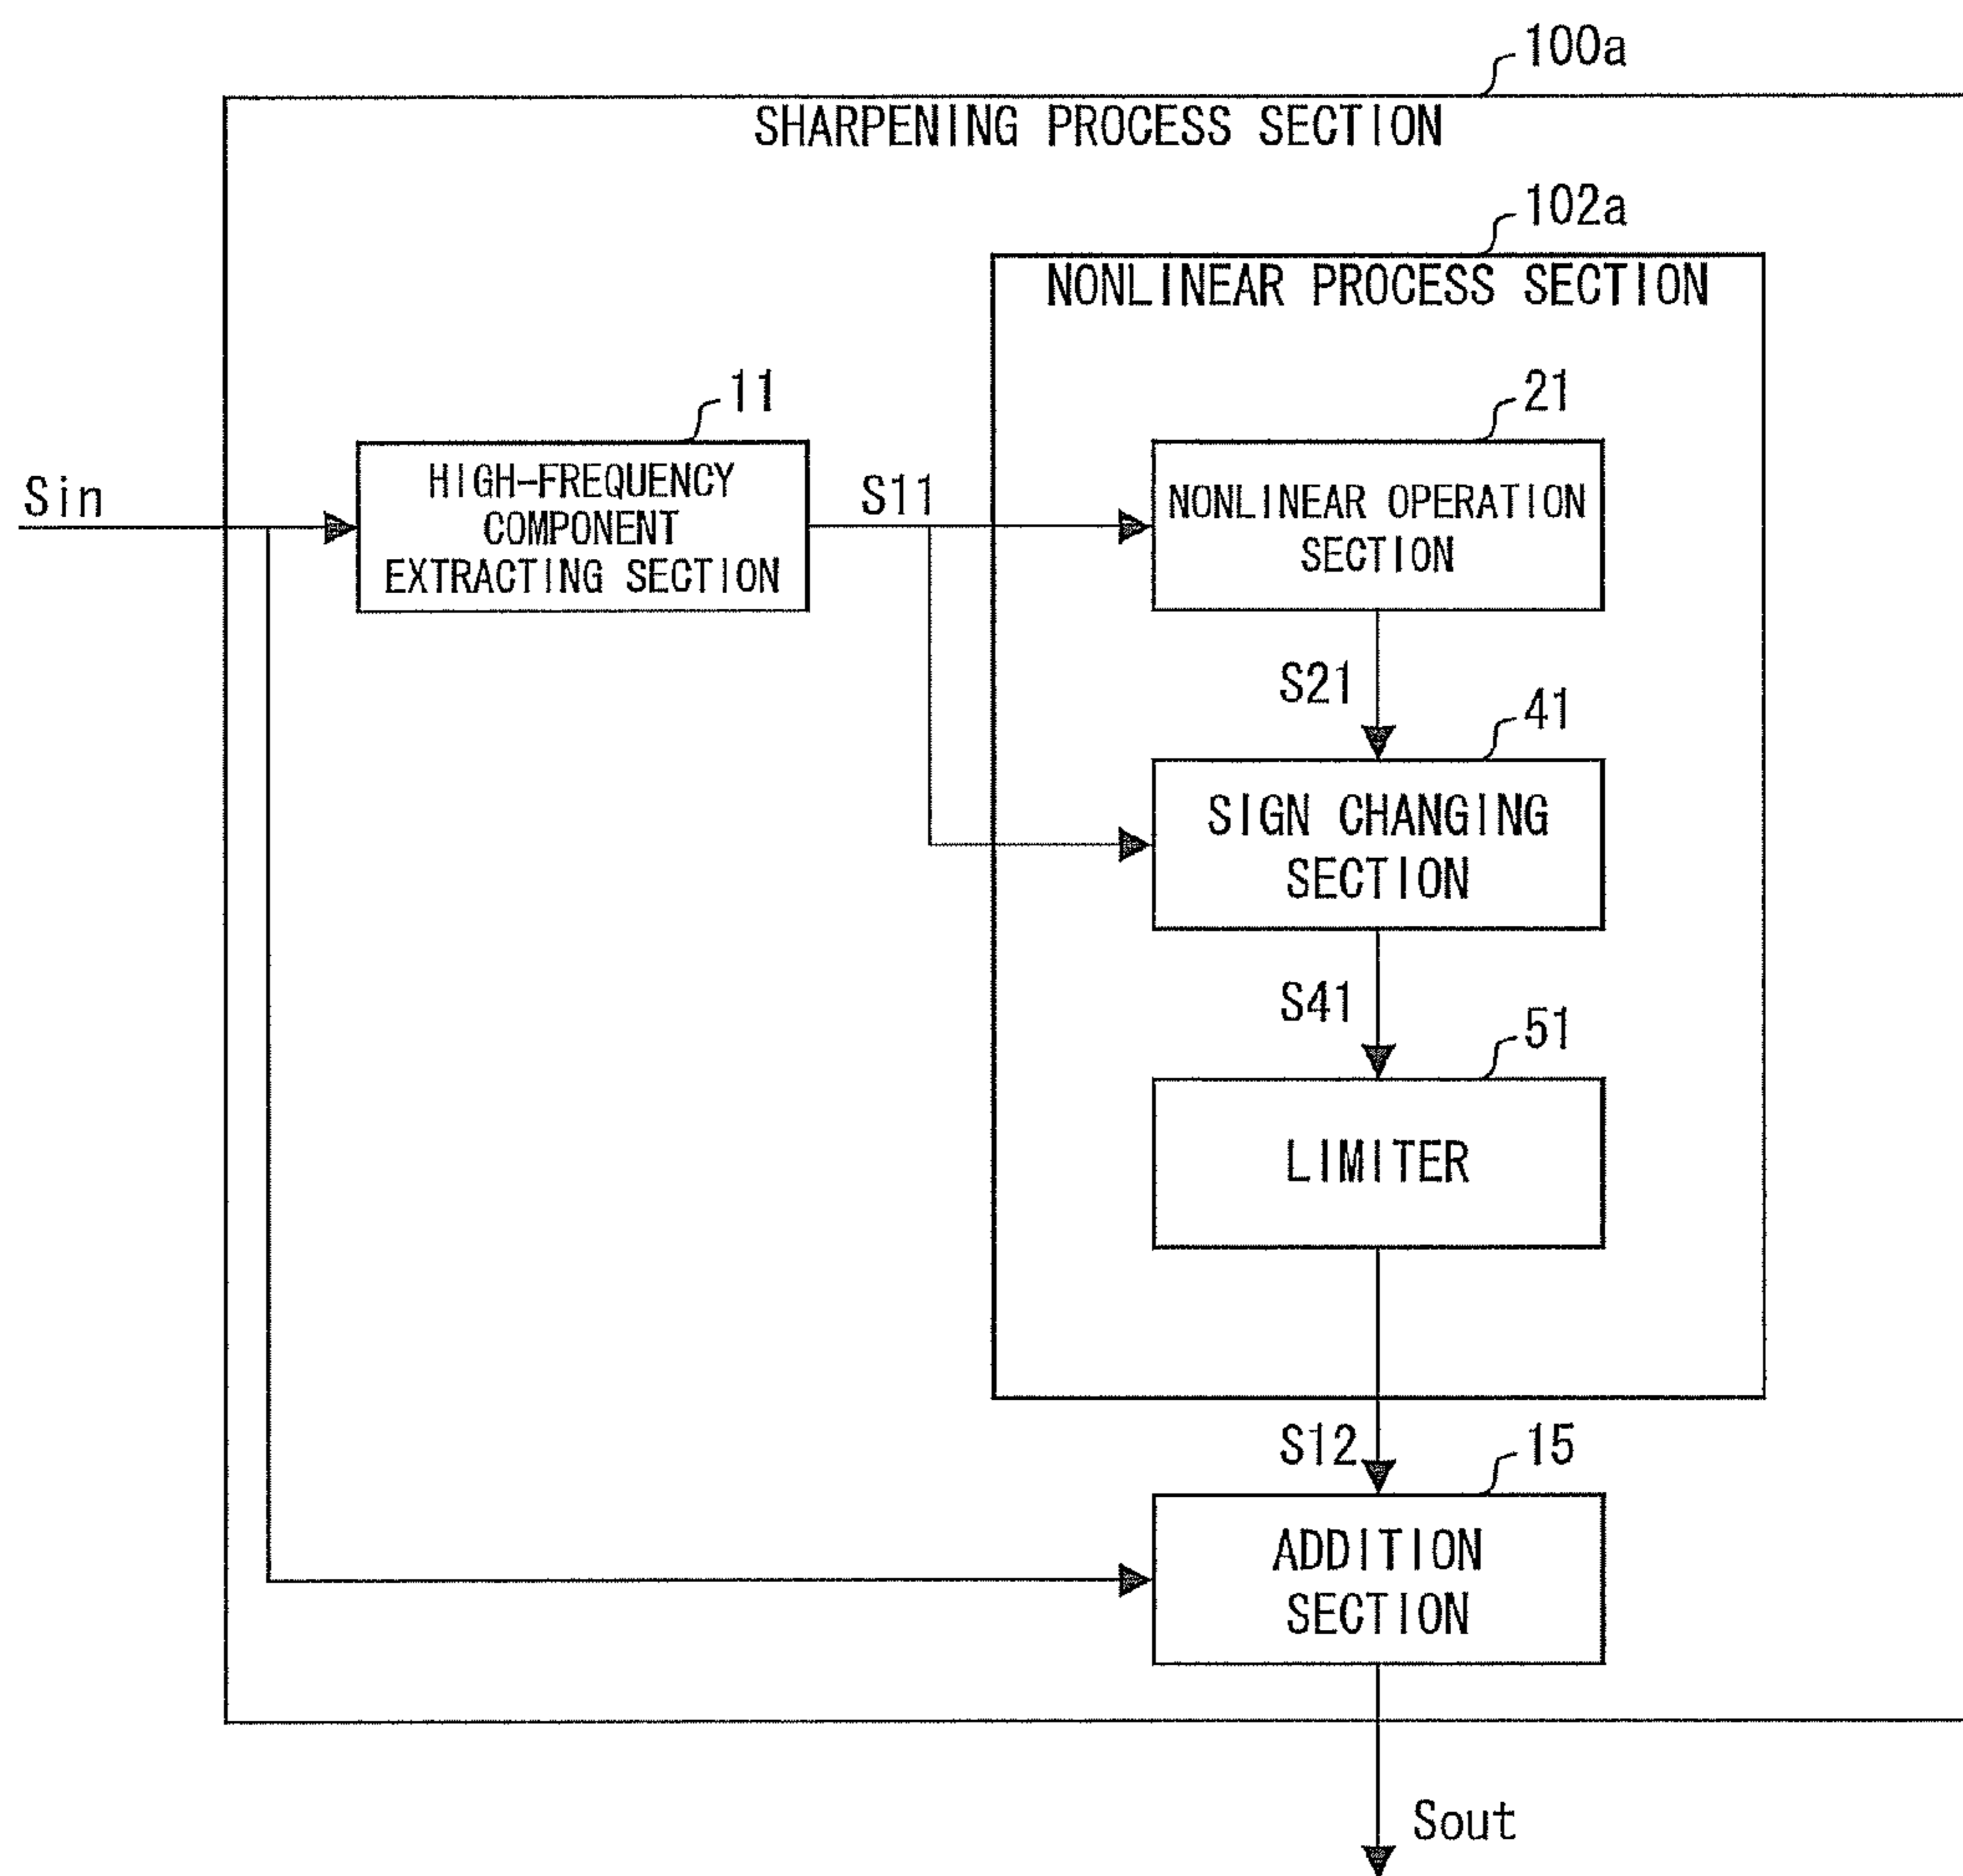 100a
SHARPENING PROCESS SECTION
102a
NONLINEAR PROCESS SECTION
11
21
Sin
HIGH-FREQUENCY
COMPONENT
EXTRACTING SECTION
S11
NONLINEAR OPERATION
SECTION
S21
41
SIGN CHANGING
SECTION
S41
51
LIMITER
S12
15
ADDITION
SECTION
Sout